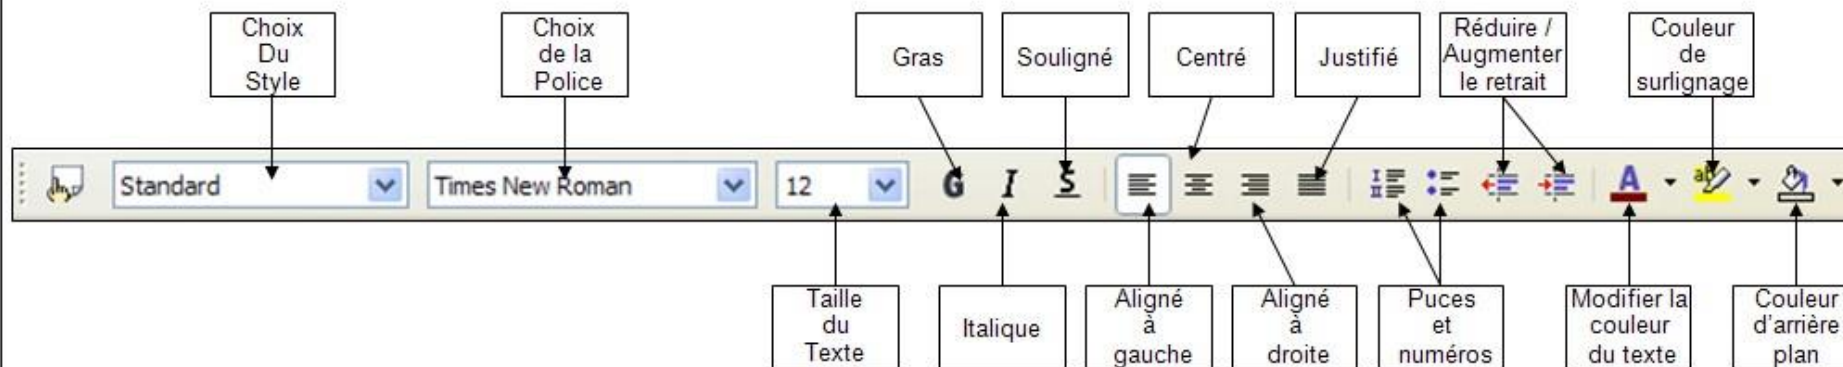 Choix
Du
Style
Choix
de la
Police
Gras
Souligné
Centré
Justifié
Réduire /
Augmenter
le retrait
Couleur
de
surlignage
Standard
Times New Roman
12
G
I
S
A
ab
Taille
du
Texte
Italique
Aligné
à
gauche
Aligné
à
droite
Puces
et
numéros
Modifier la
couleur
du texte
Couleur
d'arrière
plan